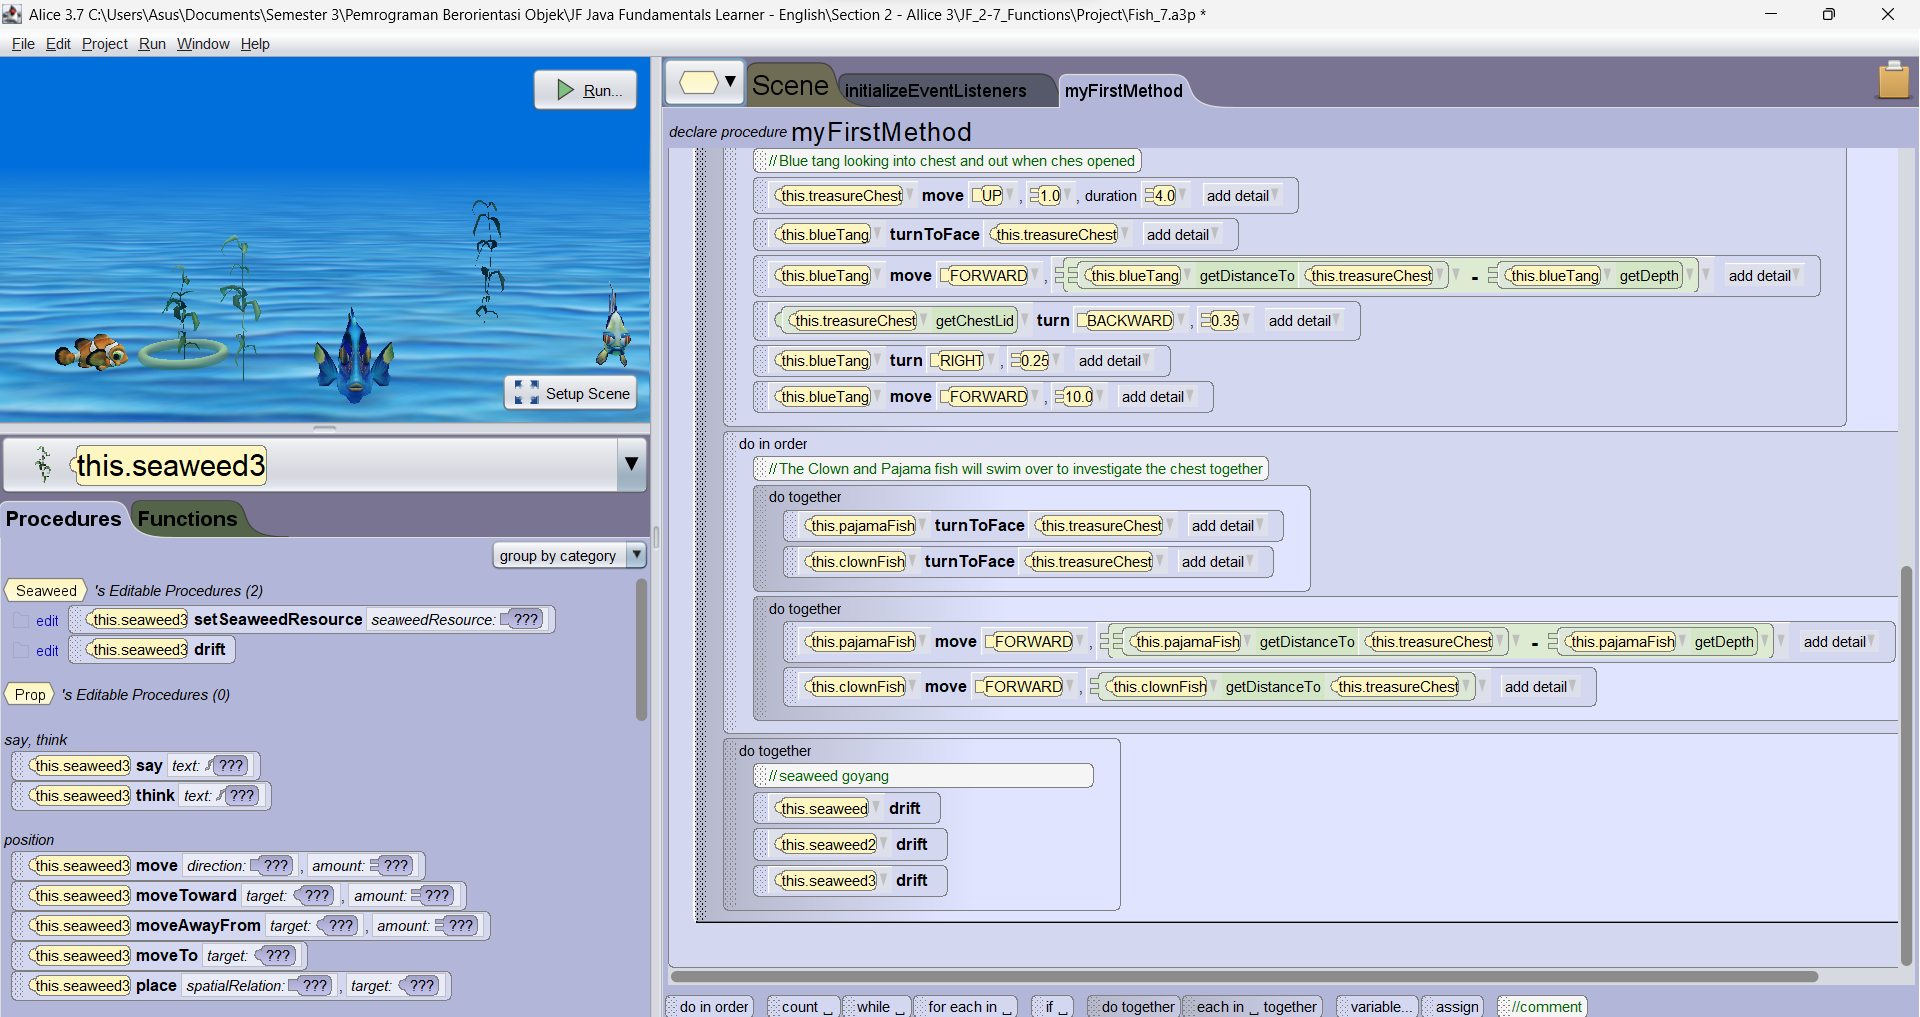 Alice 3.7 C:\Users\Asus\Documents\Semester 3\Pemrograman Berorientasi Objek\JF Java Fundamentals Learner - English\Section 2 - Allice 3\JF_2-7_Functions\Project\Fish_7.a3p *
File Edit Project Run Window Help
Run...
Setup Scene
this.seaweed3
Procedures Functions
group by category
Seaweed 's Editable Procedures (2)
edit this.seaweed3 setSeaweedResource seaweedResource: ???
edit this.seaweed3 drift
Prop 's Editable Procedures (0)
say, think
this.seaweed3 say text: ???
this.seaweed3 think text: ???
position
this.seaweed3 move direction: ??? , amount: ???
this.seaweed3 moveToward target: ??? , amount: ???
this.seaweed3 moveAwayFrom target: ??? , amount: ???
this.seaweed3 moveTo target: ???
this.seaweed3 place spatialRelation: ??? , target: ???
Scene initializeEventListeners myFirstMethod
declare procedure myFirstMethod
//Blue tang looking into chest and out when ches opened
this.treasureChest move UP , 1.0 , duration 4.0 add detail
this.blueTang turnToFace this.treasureChest add detail
this.blueTang move FORWARD , this.blueTang getDistanceTo this.treasureChest - this.blueTang getDepth add detail
this.treasureChest getChestLid turn BACKWARD , 0.35 add detail
this.blueTang turn RIGHT , 0.25 add detail
this.blueTang move FORWARD , 10.0 add detail
do in order
//The Clown and Pajama fish will swim over to investigate the chest together
do together
this.pajamaFish turnToFace this.treasureChest add detail
this.clownFish turnToFace this.treasureChest add detail
do together
this.pajamaFish move FORWARD , this.pajamaFish getDistanceTo this.treasureChest - this.pajamaFish getDepth add detail
this.clownFish move FORWARD , this.clownFish getDistanceTo this.treasureChest add detail
do together
//seaweed goyang
this.seaweed drift
this.seaweed2 drift
this.seaweed3 drift
do in order count _ while _ for each in _ if _ do together each in _ together variable... assign //comment